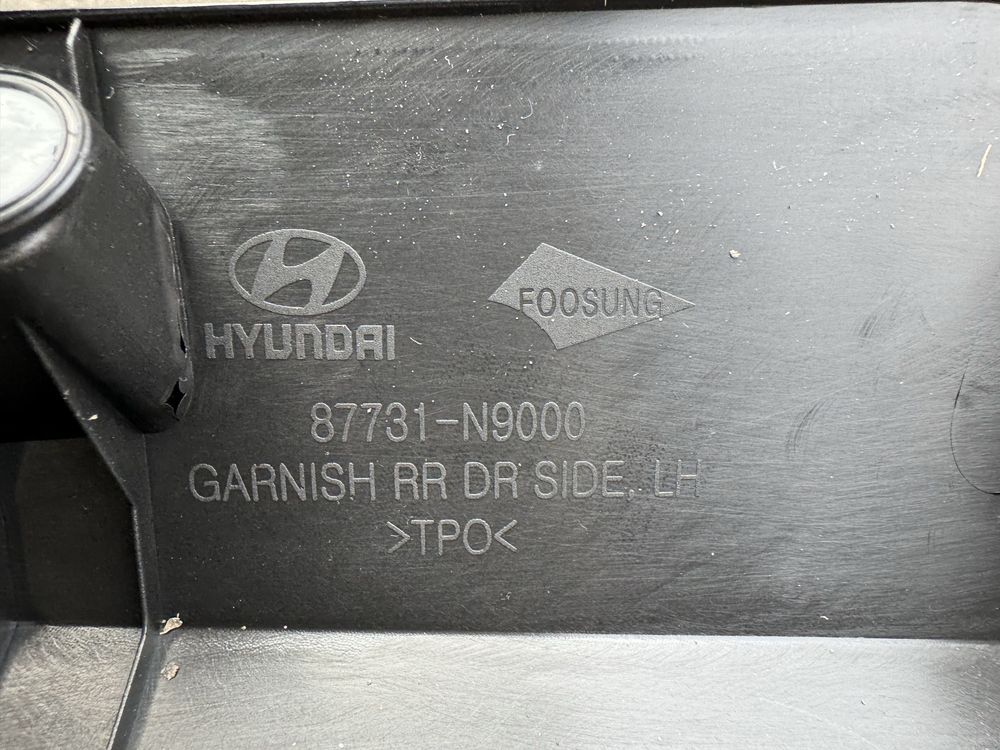 HYUNDAI
FOOSUNG
87731-N9000
GARNISH RR DR SIDE, LH
>TPO<